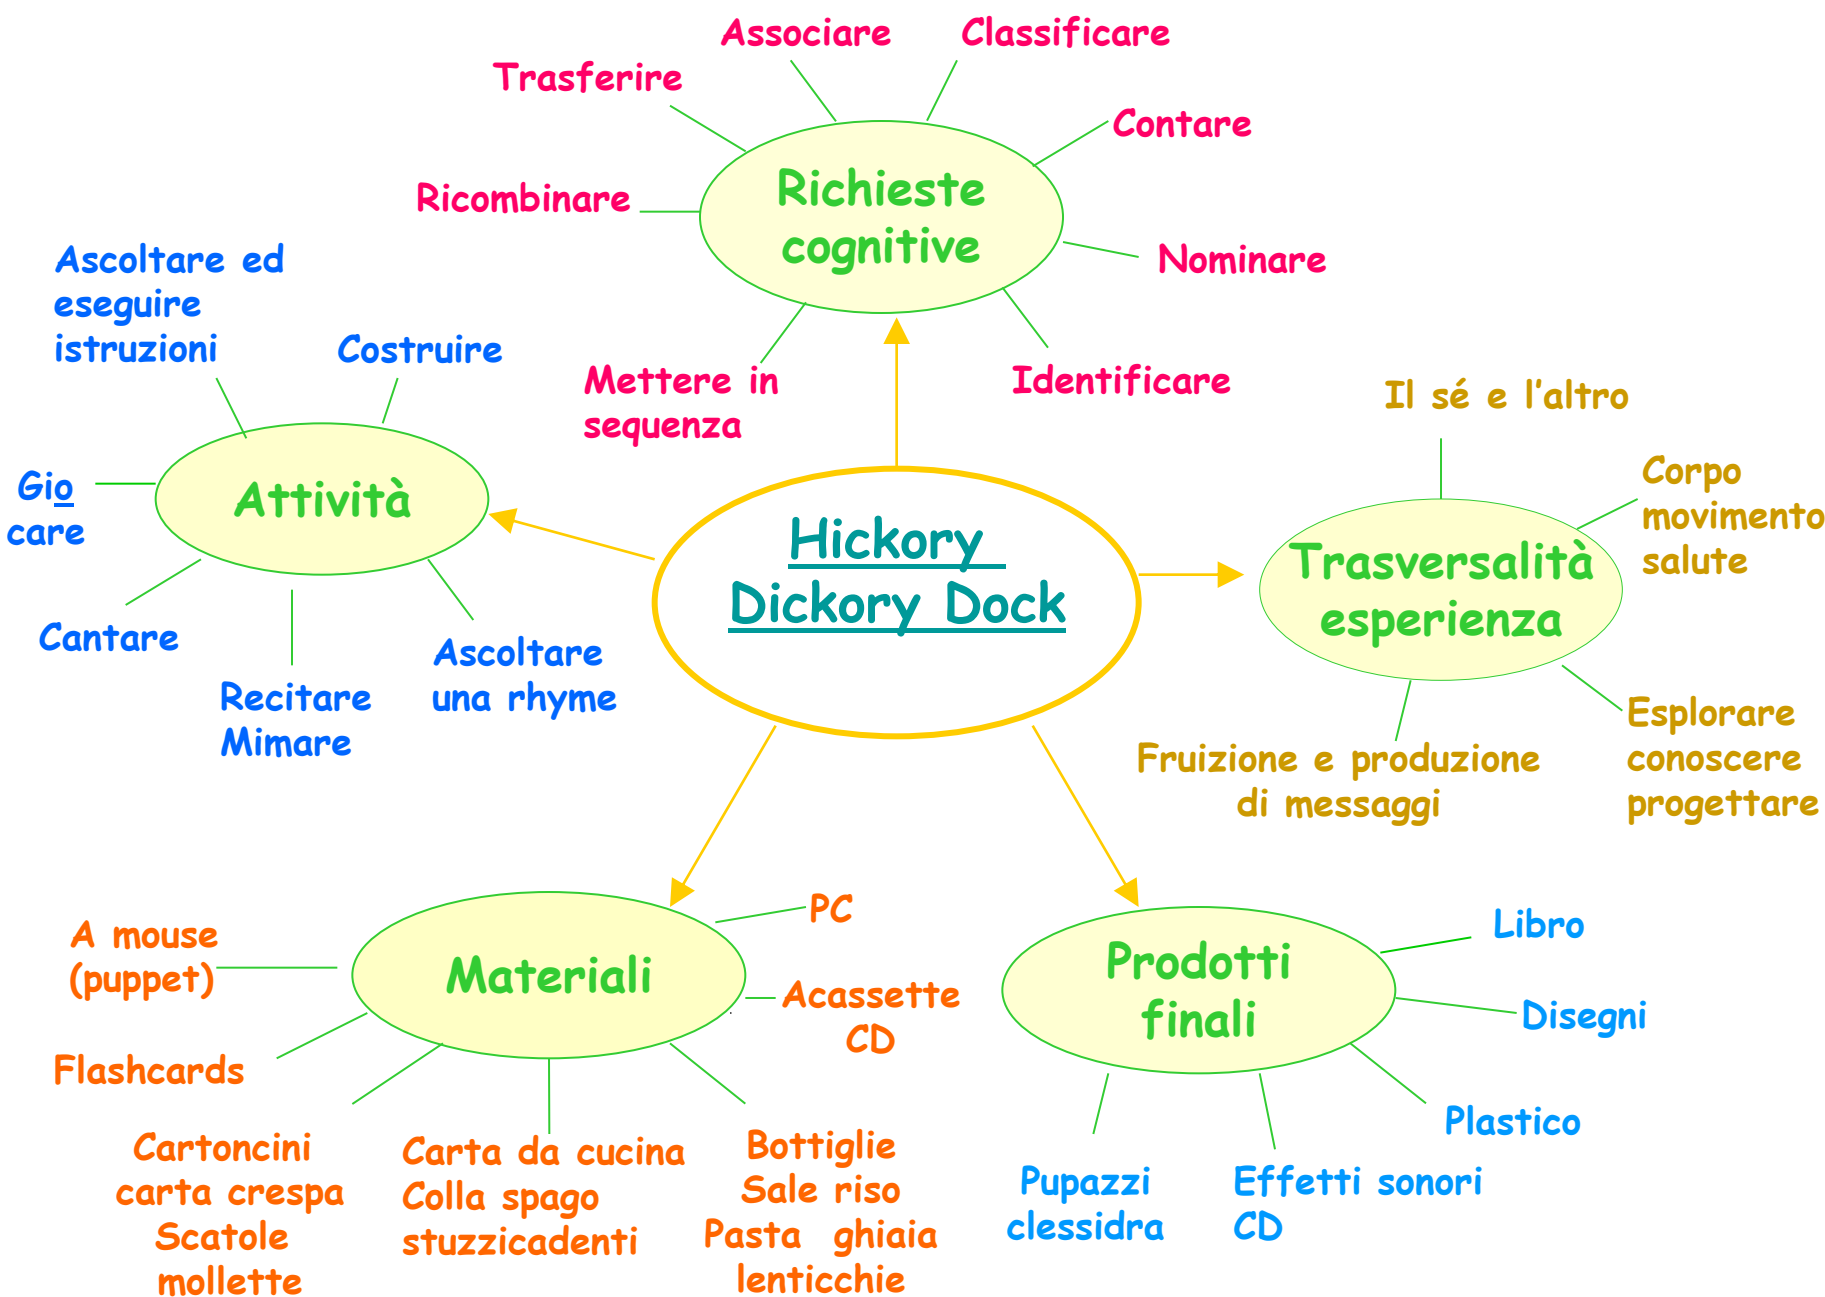 Associare
Classificare
Trasferire
Contare
Richieste
cognitive
Ricombinare
Nominare
Mettere in
sequenza
Identificare
Ascoltare ed
eseguire
istruzioni
Costruire
Attività
Gio
care
Cantare
Recitare
Mimare
Ascoltare
una rhyme
Hickory
Dickory Dock
Il sé e l’altro
Corpo
movimento
salute
Trasversalità
esperienza
Fruizione e produzione
di messaggi
Esplorare
conoscere
progettare
Materiali
PC
A mouse
(puppet)
Acassette
CD
Flashcards
Cartoncini
carta crespa
Scatole
mollette
Carta da cucina
Colla spago
stuzzicadenti
Bottiglie
Sale riso
Pasta ghiaia
lenticchie
Prodotti
finali
Libro
Disegni
Plastico
Pupazzi
clessidra
Effetti sonori
CD